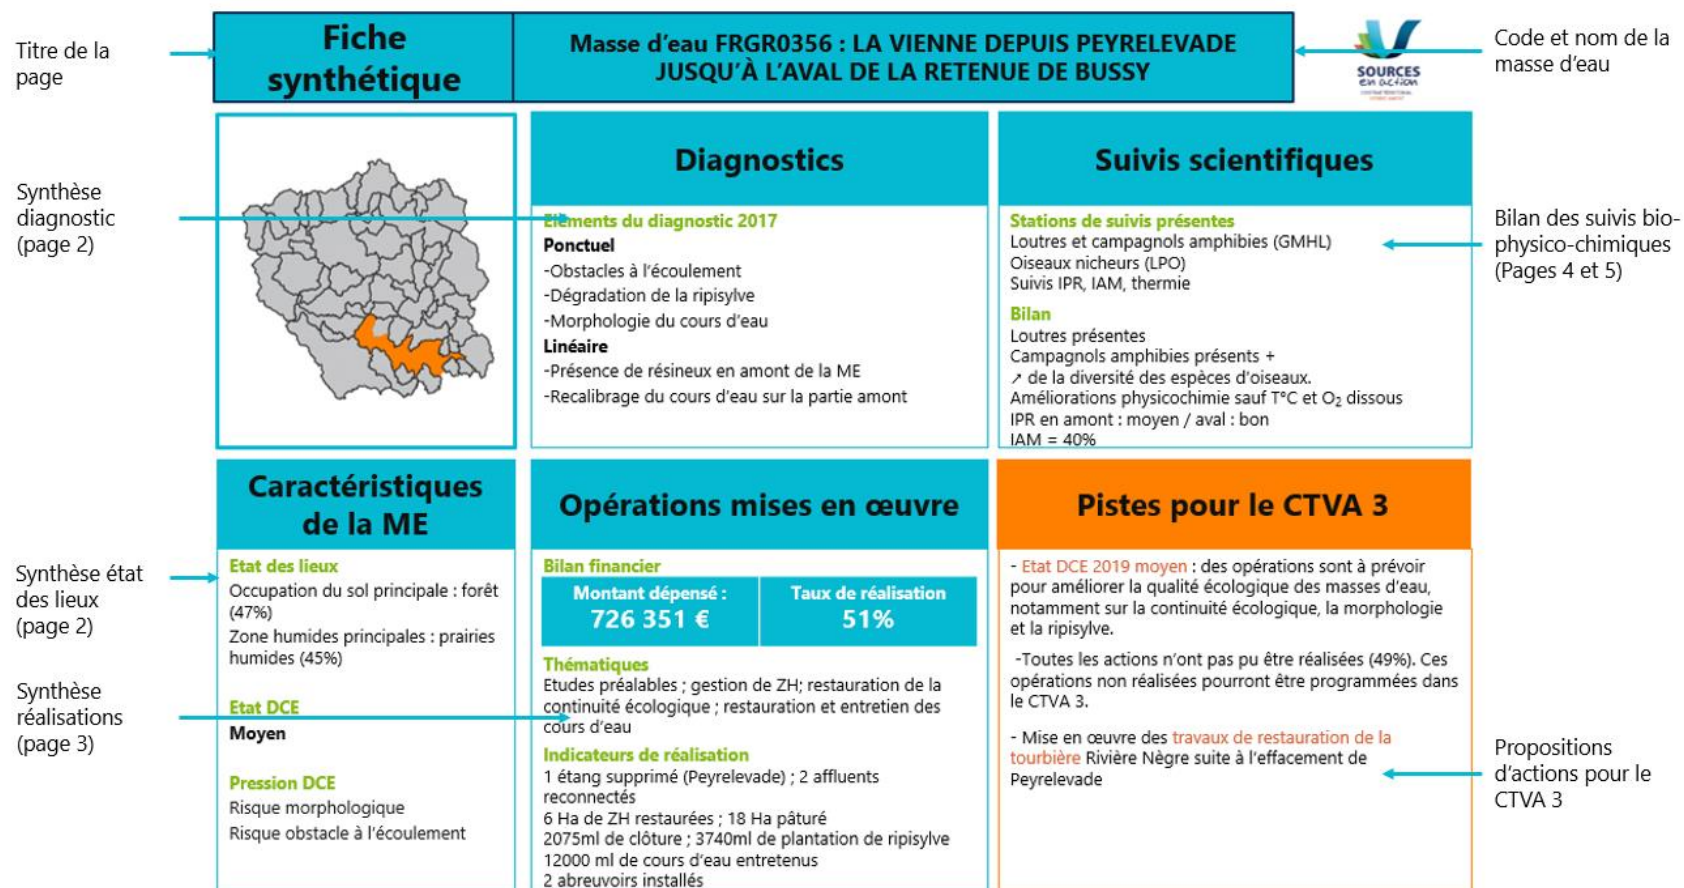 Titre de la
page
Fiche
synthétique
Masse d'eau FRGR0356 : LA VIENNE DEPUIS PEYRELEVADE
JUSQU'À L'AVAL DE LA RETENUE DE BUSSY
SOURCES
en action
Code et nom de la
masse d'eau
Synthèse
diagnostic
(page 2)
Diagnostics
Eléments du diagnostic 2017
Ponctuel
-Obstacles à l'écoulement
-Dégradation de la ripisylve
-Morphologie du cours d'eau
Linéaire
-Présence de résineux en amont de la ME
-Recalibrage du cours d'eau sur la partie amont
Suivis scientifiques
Stations de suivis présentes
Loutres et campagnols amphibies (GMHL)
Oiseaux nicheurs (LPO)
Suivis IPR, IAM, thermie
Bilan
Loutres présentes
Campagnols amphibies présents +
↗ de la diversité des espèces d'oiseaux.
Améliorations physicochimie sauf T°C et O₂ dissous
IPR en amont : moyen / aval : bon
IAM = 40%
Bilan des suivis bio-
physico-chimiques
(Pages 4 et 5)
Synthèse état
des lieux
(page 2)
Synthèse
réalisations
(page 3)
Caractéristiques
de la ME
Etat des lieux
Occupation du sol principale : forêt
(47%)
Zone humides principales : prairies
humides (45%)
Etat DCE
Moyen
Pression DCE
Risque morphologique
Risque obstacle à l'écoulement
Opérations mises en œuvre
Bilan financier
Montant dépensé :
726 351 €
Taux de réalisation
51%
Thématiques
Etudes préalables ; gestion de ZH; restauration de la
continuité écologique ; restauration et entretien des
cours d'eau
Indicateurs de réalisation
1 étang supprimé (Peyrelevade) ; 2 affluents
reconnectés
6 Ha de ZH restaurées ; 18 Ha pâturé
2075ml de clôture ; 3740ml de plantation de ripisylve
12000 ml de cours d'eau entretenus
2 abreuvoirs installés
Pistes pour le CTVA 3
- Etat DCE 2019 moyen : des opérations sont à prévoir
pour améliorer la qualité écologique des masses d'eau,
notamment sur la continuité écologique, la morphologie
et la ripisylve.
-Toutes les actions n'ont pas pu être réalisées (49%). Ces
opérations non réalisées pourront être programmées dans
le CTVA 3.
- Mise en œuvre des travaux de restauration de la
tourbière Rivière Nègre suite à l'effacement de
Peyrelevade
Propositions
d'actions pour le
CTVA 3